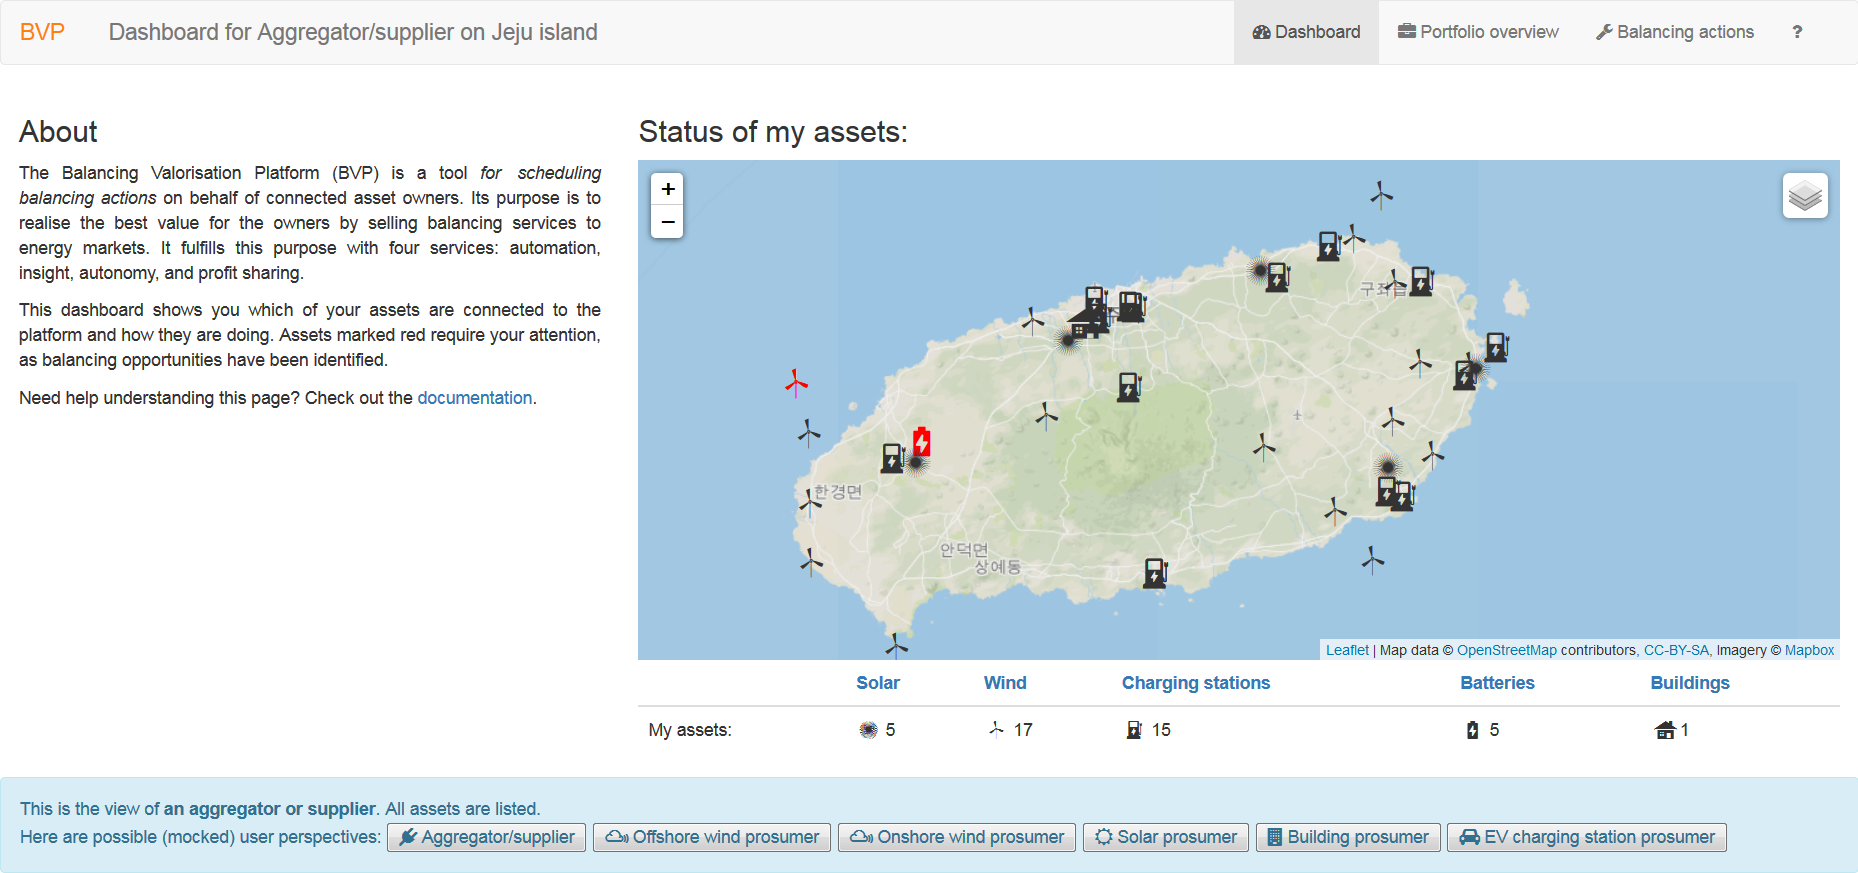 BVP Dashboard for Aggregator/supplier on Jeju island Dashboard Portfolio overview Balancing actions ?
About
The Balancing Valorisation Platform (BVP) is a tool for scheduling
balancing actions on behalf of connected asset owners. Its purpose is to
realise the best value for the owners by selling balancing services to
energy markets. It fulfills this purpose with four services: automation,
insight, autonomy, and profit sharing.
This dashboard shows you which of your assets are connected to the
platform and how they are doing. Assets marked red require your attention,
as balancing opportunities have been identified.
Need help understanding this page? Check out the documentation.
Status of my assets:
+
−
구좌읍
한경면
안덕면
상예동
Leaflet | Map data © OpenStreetMap contributors, CC-BY-SA, Imagery © Mapbox
Solar Wind Charging stations Batteries Buildings
My assets: 5 17 15 5 1
This is the view of an aggregator or supplier. All assets are listed.
Here are possible (mocked) user perspectives: Aggregator/supplier Offshore wind prosumer Onshore wind prosumer Solar prosumer Building prosumer EV charging station prosumer